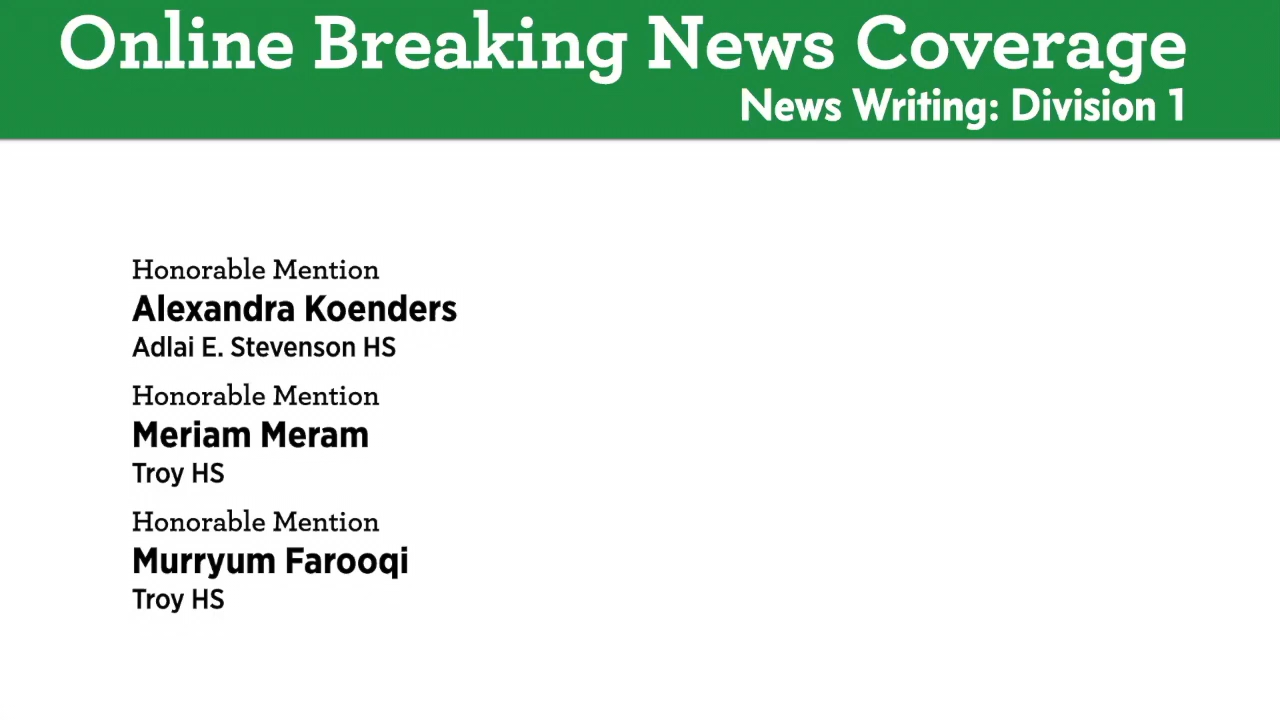 Online Breaking News Coverage
News Writing: Division 1
Honorable Mention
Alexandra Koenders
Adlai E. Stevenson HS
Honorable Mention
Meriam Meram
Troy HS
Honorable Mention
Murryum Farooqi
Troy HS